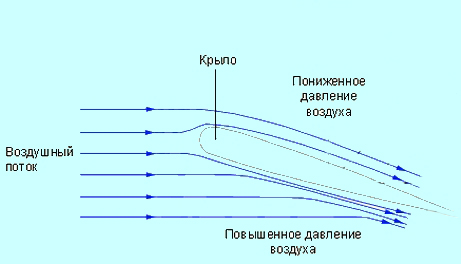 Крыло
Пониженное
давление
воздуха
Воздушный
поток
Повышенное давление
воздуха